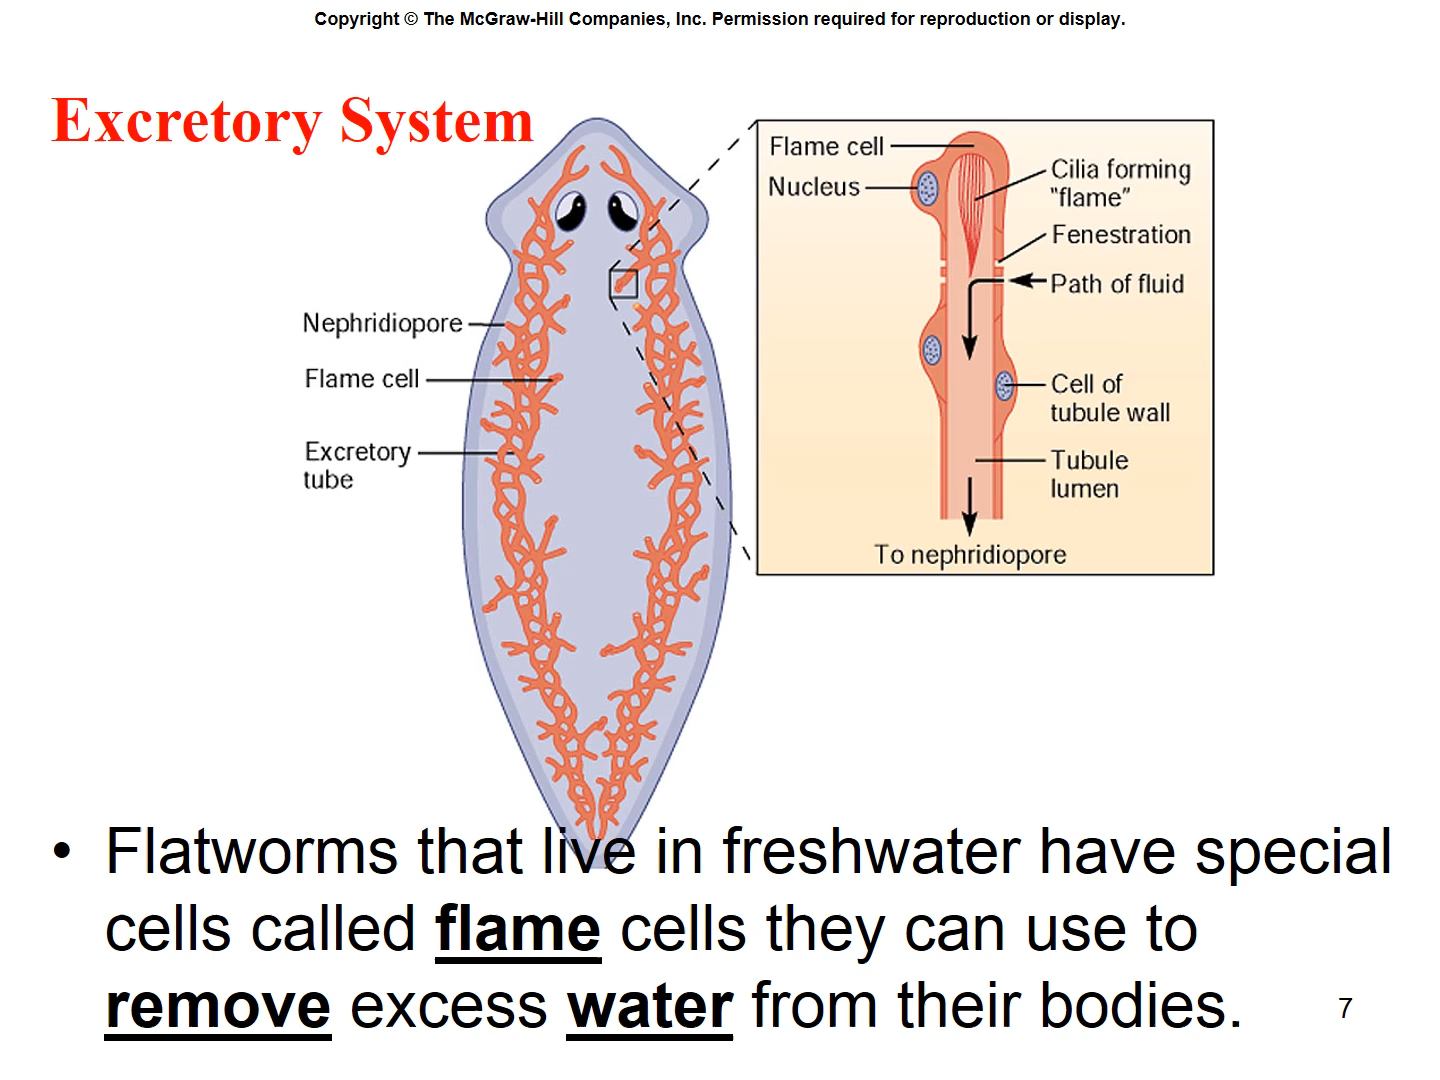 Copyright © The McGraw-Hill Companies, Inc. Permission required for reproduction or display.
Excretory System
Nephridiopore
Flame cell
Excretory
tube
Flame cell
Nucleus
Cilia forming
"flame"
Fenestration
Path of fluid
Cell of
tubule wall
Tubule
lumen
To nephridiopore
• Flatworms that live in freshwater have special
cells called flame cells they can use to
remove excess water from their bodies.
7